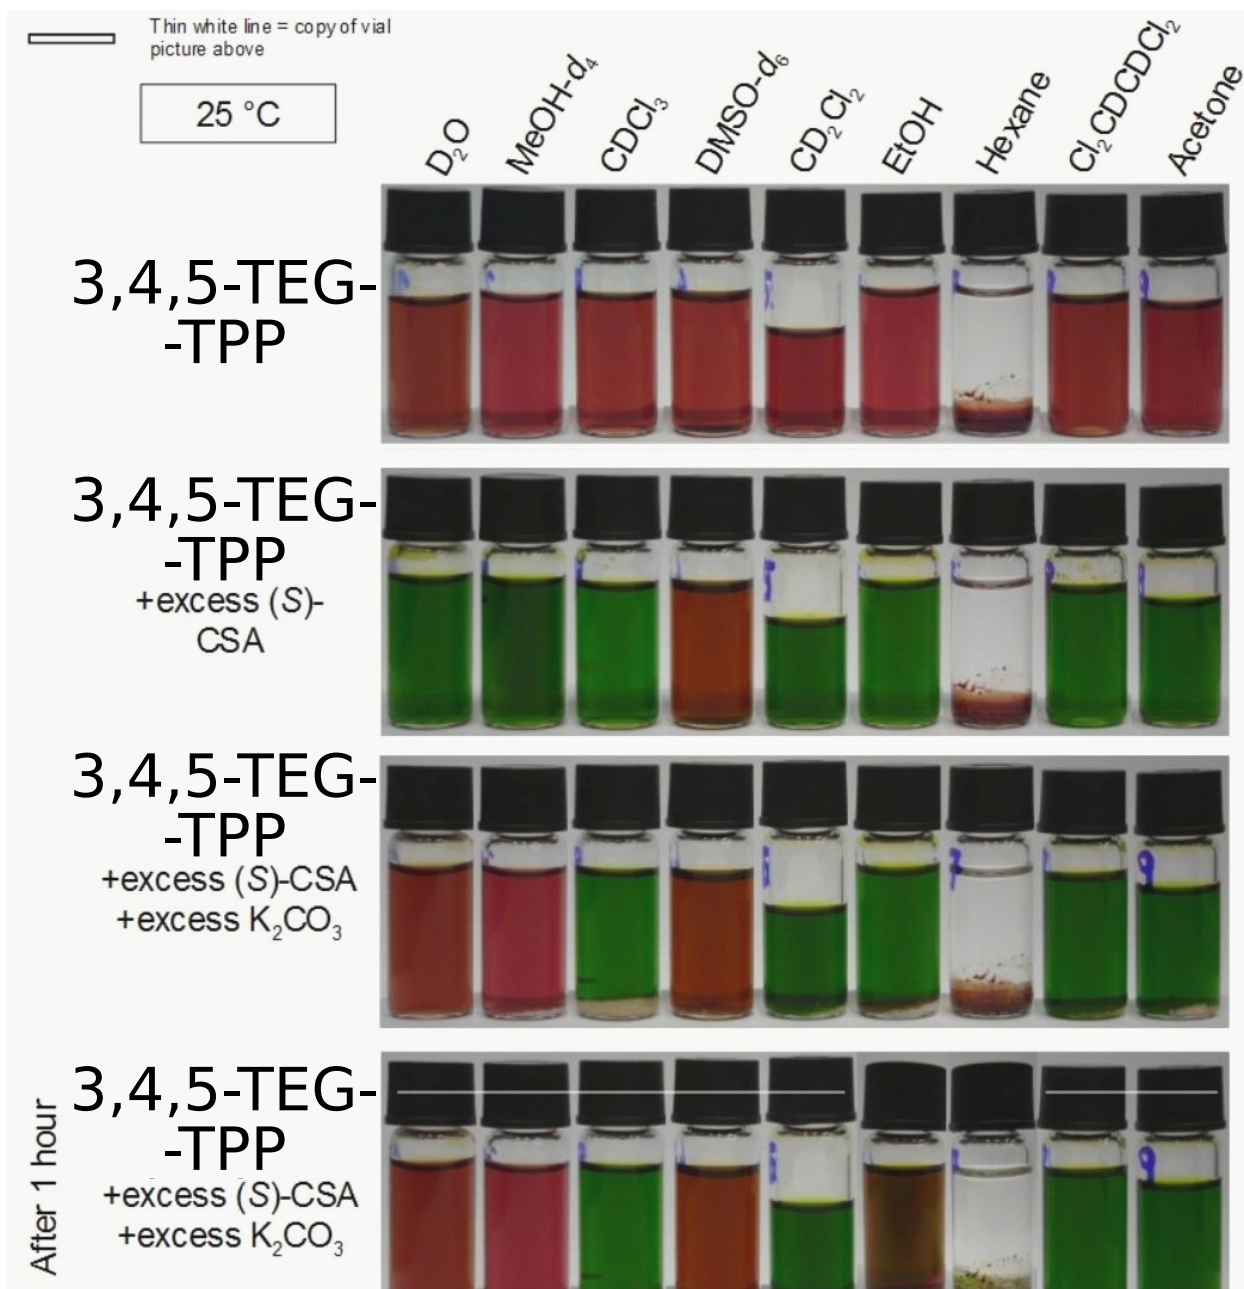 Thin white line = copy of vial
picture above
25 °C
D₂O
MeOH-d₄
CDCl₃
DMSO-d₆
CD₂Cl₂
EtOH
Hexane
Cl₂CDCDCl₂
Acetone
3,4,5-TEG-
-TPP
3,4,5-TEG-
-TPP
+excess (S)-
CSA
3,4,5-TEG-
-TPP
+excess (S)-CSA
+excess K₂CO₃
After 1 hour
3,4,5-TEG-
-TPP
+excess (S)-CSA
+excess K₂CO₃